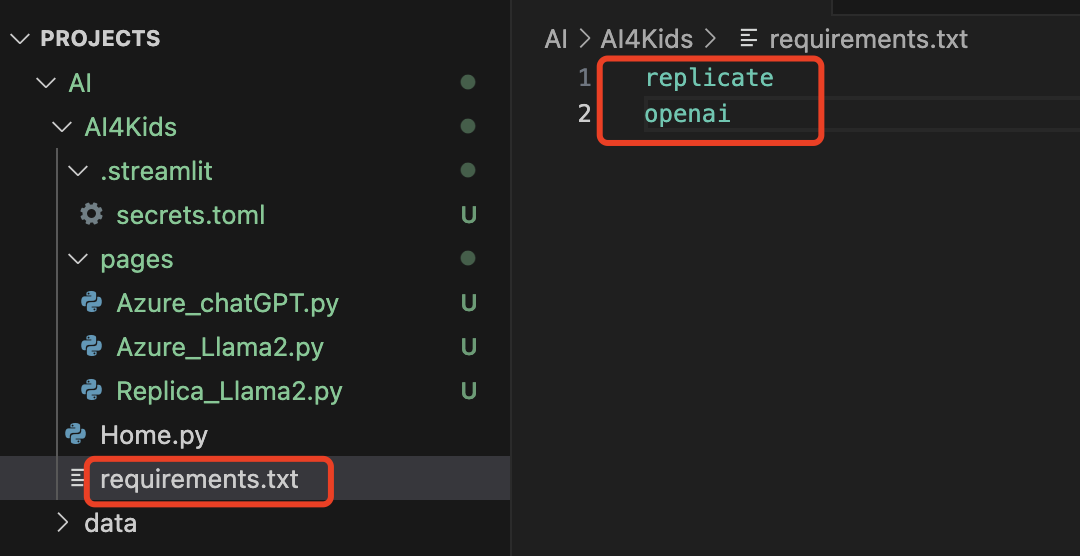 PROJECTS
AI
AI4Kids
.streamlit
secrets.toml U
pages
Azure_chatGPT.py U
Azure_Llama2.py U
Replica_Llama2.py U
Home.py
requirements.txt
data
AI > AI4Kids > requirements.txt
1 replicate
2 openai